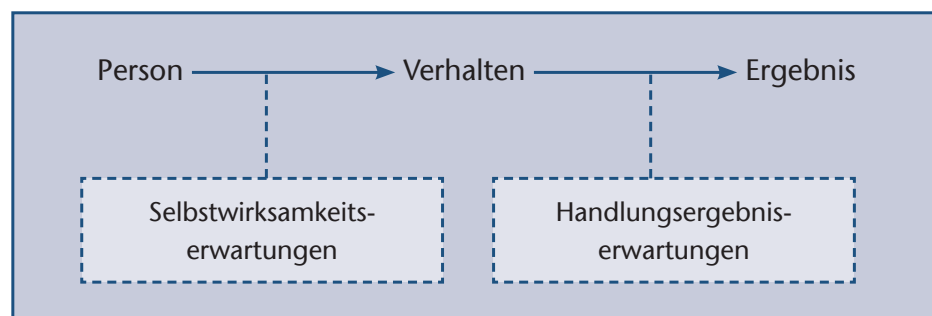 Person Verhalten Ergebnis
Selbstwirksamkeits-
erwartungen
Handlungsergebnis-
erwartungen